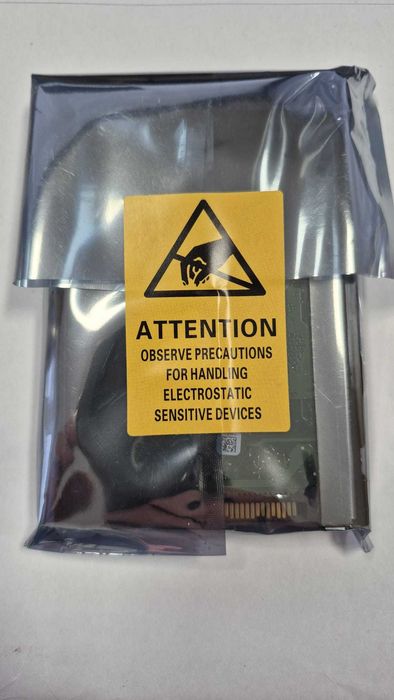 ATTENTION
OBSERVE PRECAUTIONS
FOR HANDLING
ELECTROSTATIC
SENSITIVE DEVICES